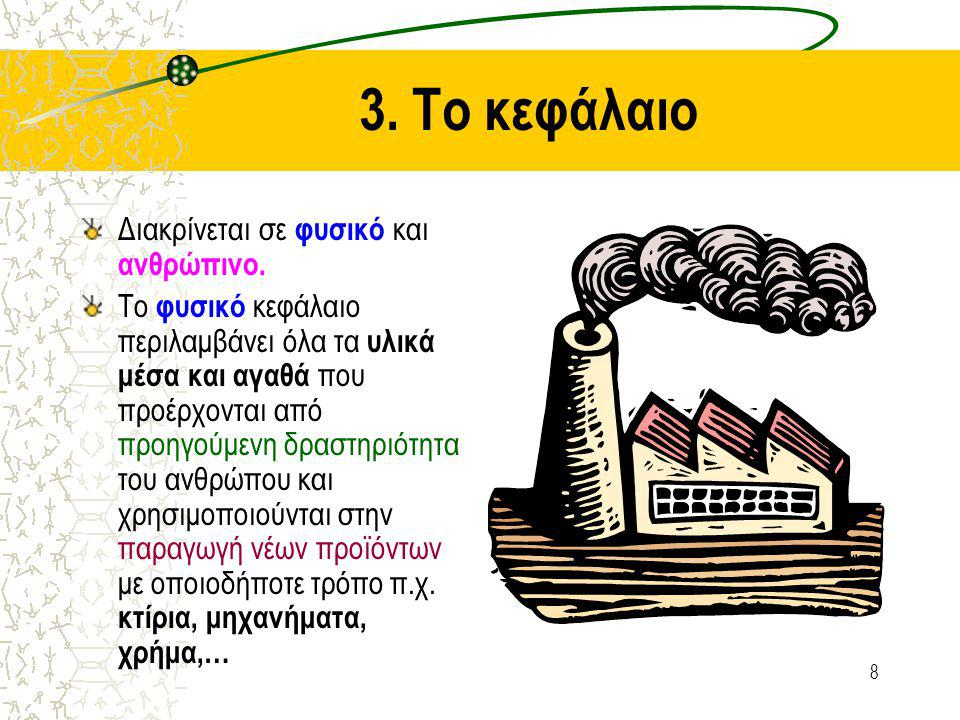 3. Το κεφάλαιο
Διακρίνεται σε φυσικό και
ανθρώπινο.
Το φυσικό κεφάλαιο
περιλαμβάνει όλα τα υλικά
μέσα και αγαθά που
προέρχονται από
προηγούμενη δραστηριότητα
του ανθρώπου και
χρησιμοποιούνται στην
παραγωγή νέων προϊόντων
με οποιοδήποτε τρόπο π.χ.
κτίρια, μηχανήματα,
χρήμα,…
8